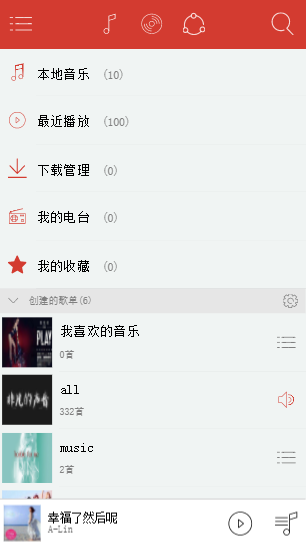 本地音乐 (10)
最近播放 (100)
下载管理 (0)
我的电台 (0)
我的收藏 (0)
创建的歌单(6)
PLAY
我喜欢的音乐
0首
all
332首
music
2首
幸福了然后呢
A-Lin